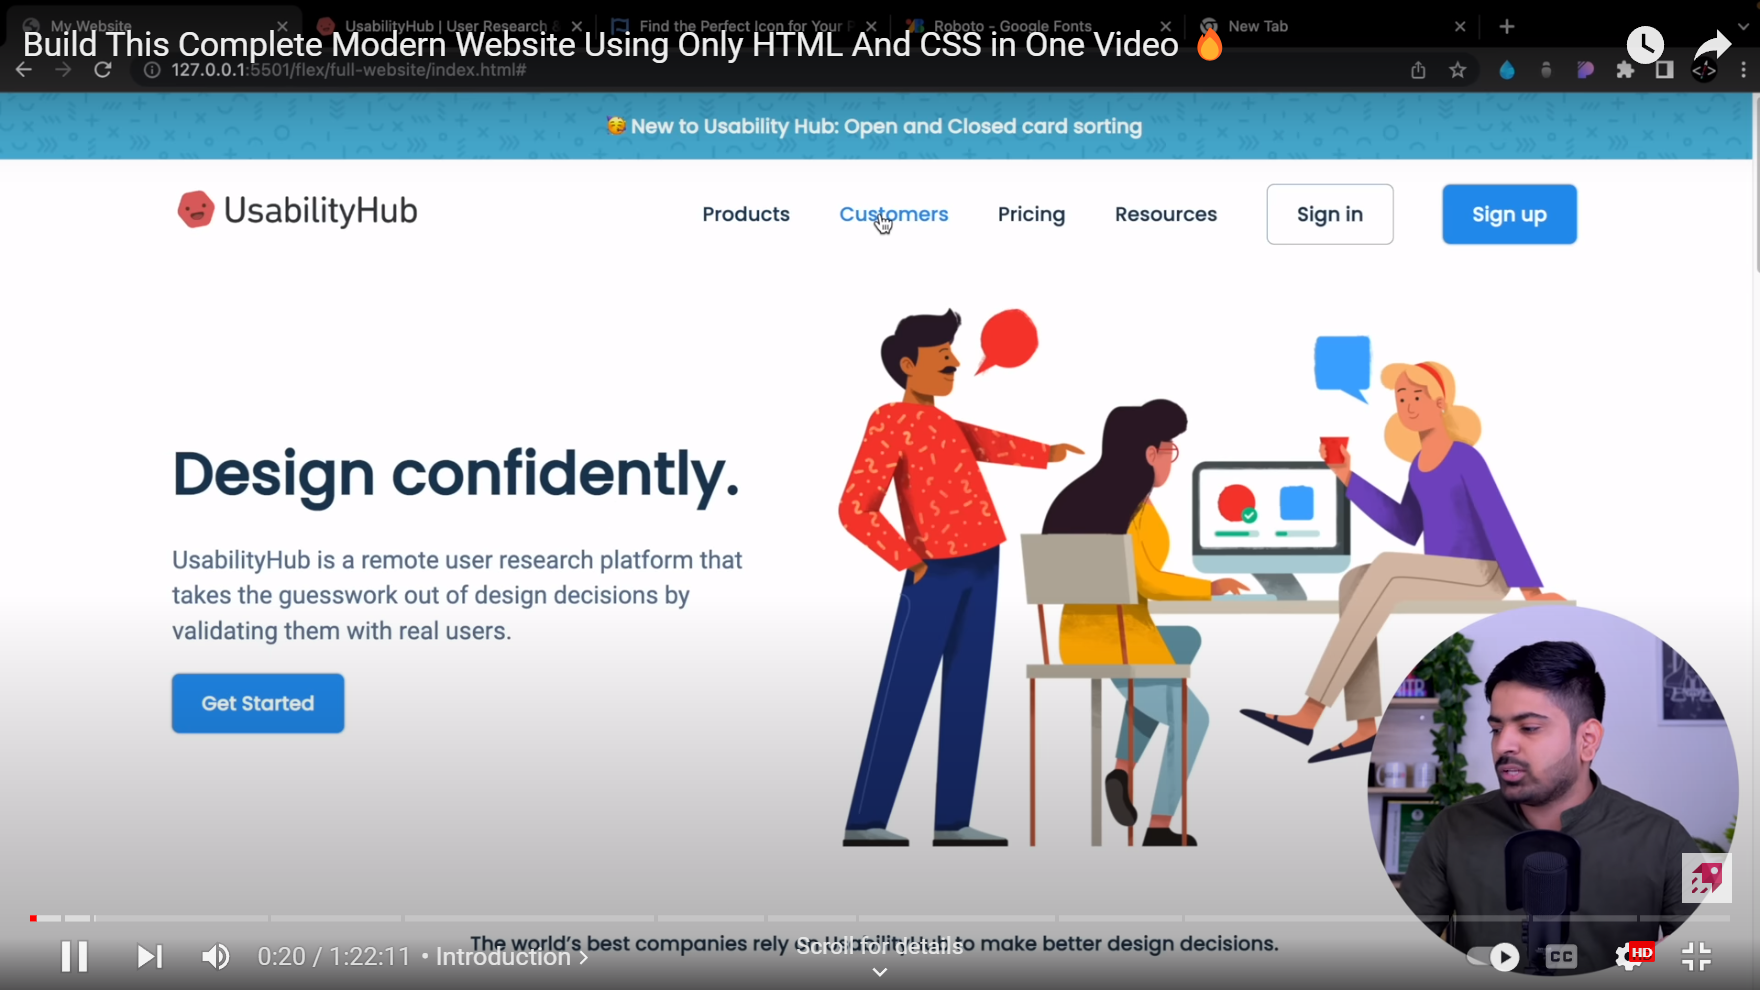 My Website
UsabilityHub | User Research &
Find the Perfect Icon for Your P
Roboto - Google Fonts
New Tab
Build This Complete Modern Website Using Only HTML And CSS in One Video 🔥
127.0.0.1:5501/flex/full-website/index.html#
🥳 New to Usability Hub: Open and Closed card sorting
UsabilityHub
Products
Customers
Pricing
Resources
Sign in
Sign up
Design confidently.
UsabilityHub is a remote user research platform that
takes the guesswork out of design decisions by
validating them with real users.
Get Started
The world's best companies rely on UsabilityHub to make better design decisions.
Scroll for details
0:20 / 1:22:11 • Introduction >
CC
HD